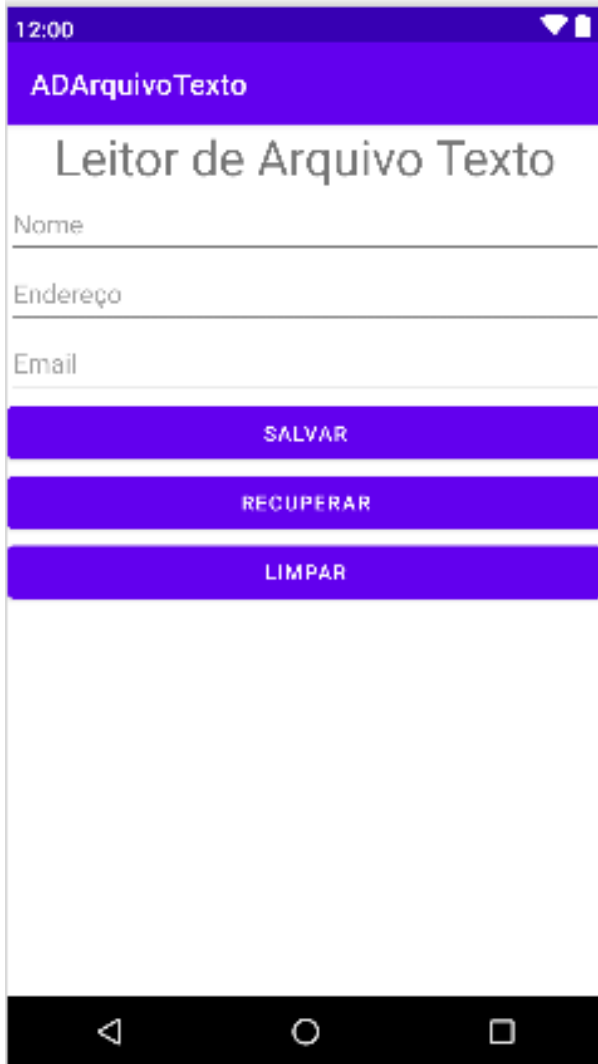 12:00
ADArquivoTexto
Leitor de Arquivo Texto
Nome
Endereço
Email
SALVAR
RECUPERAR
LIMPAR